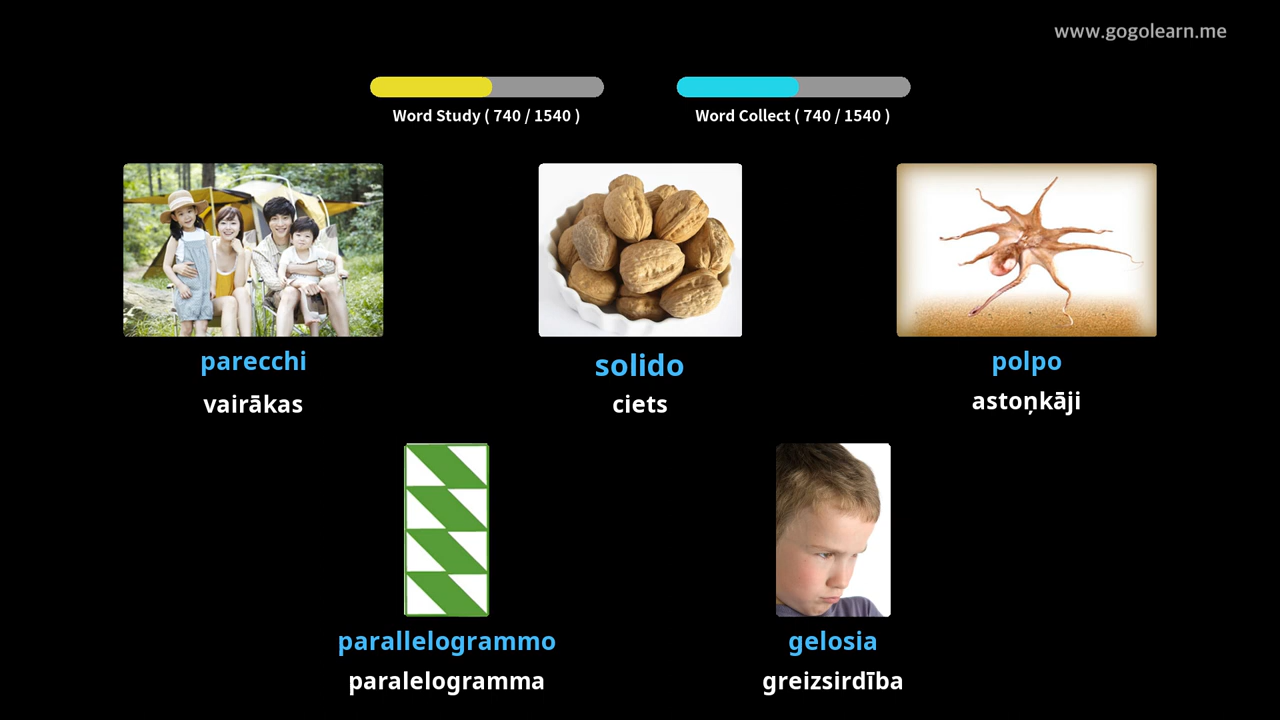 www.gogolearn.me
Word Study ( 740 / 1540 )
Word Collect ( 740 / 1540 )
parecchi
vairākas
solido
ciets
polpo
astoņkāji
parallelogrammo
paralelogramma
gelosia
greizsirdība